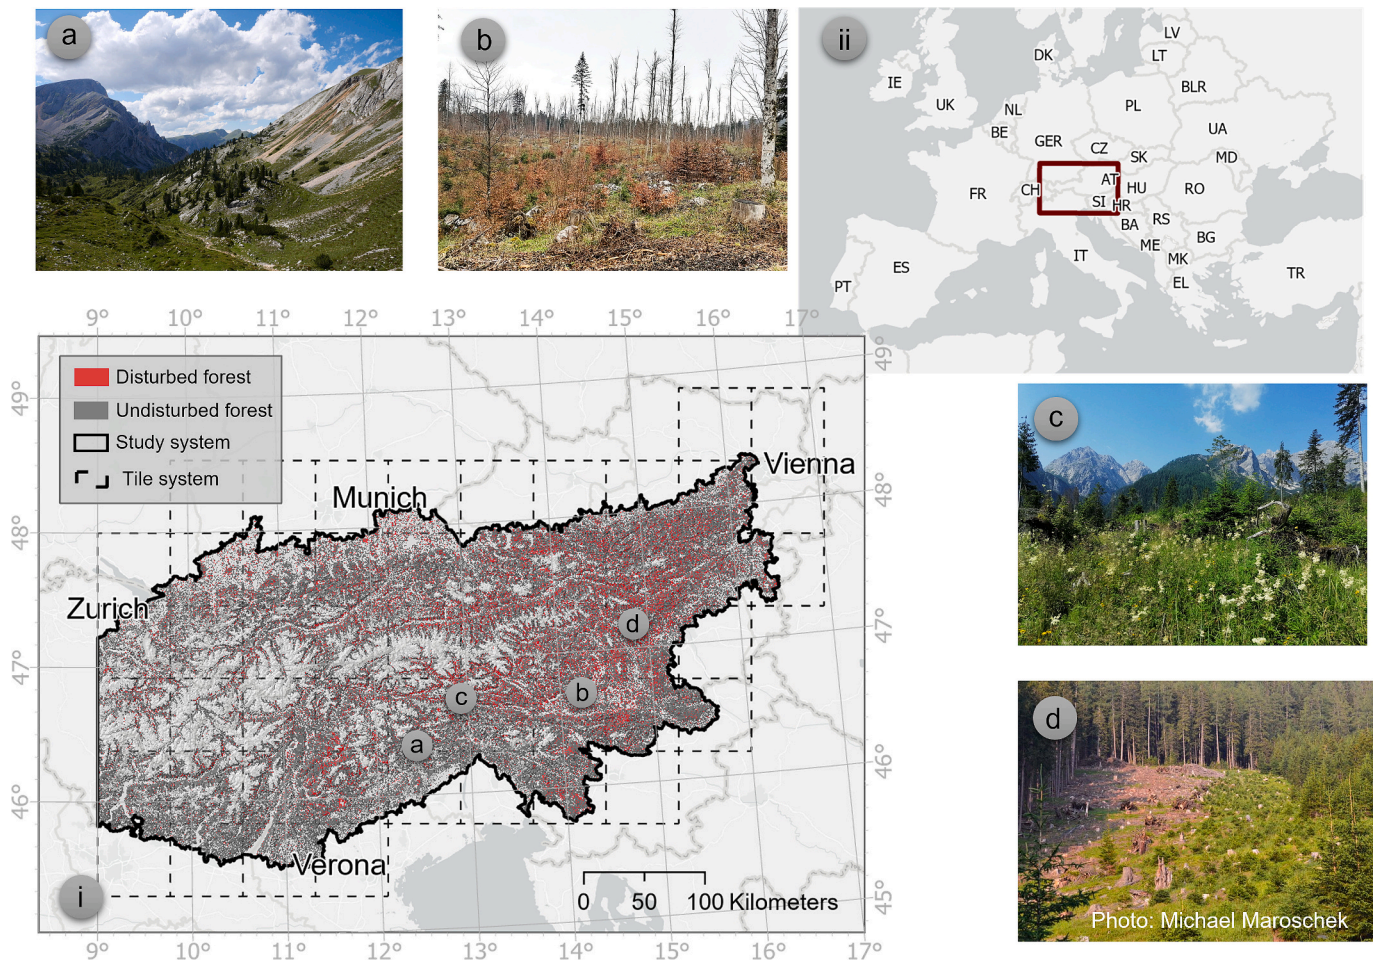 a
b
ii
LV
DK
LT
IE
BLR
UK
NL
PL
BE
UA
GER
CZ
SK
MD
AT
CH
HU
RO
FR
SI
HR
RS
BA
BG
ME
IT
MK
ES
TR
PT
EL
9° 10° 11° 12° 13° 14° 15° 16° 17°
49° 49°
Disturbed forest
Undisturbed forest
Study system
Tile system
Vienna
Munich
48° 48°
Zurich
47° 47°
d
c b
a
46° 46°
Verona
i
0 50 100 Kilometers
45°
9° 10° 11° 12° 13° 14° 15° 16° 17°
c
d
Photo: Michael Maroschek